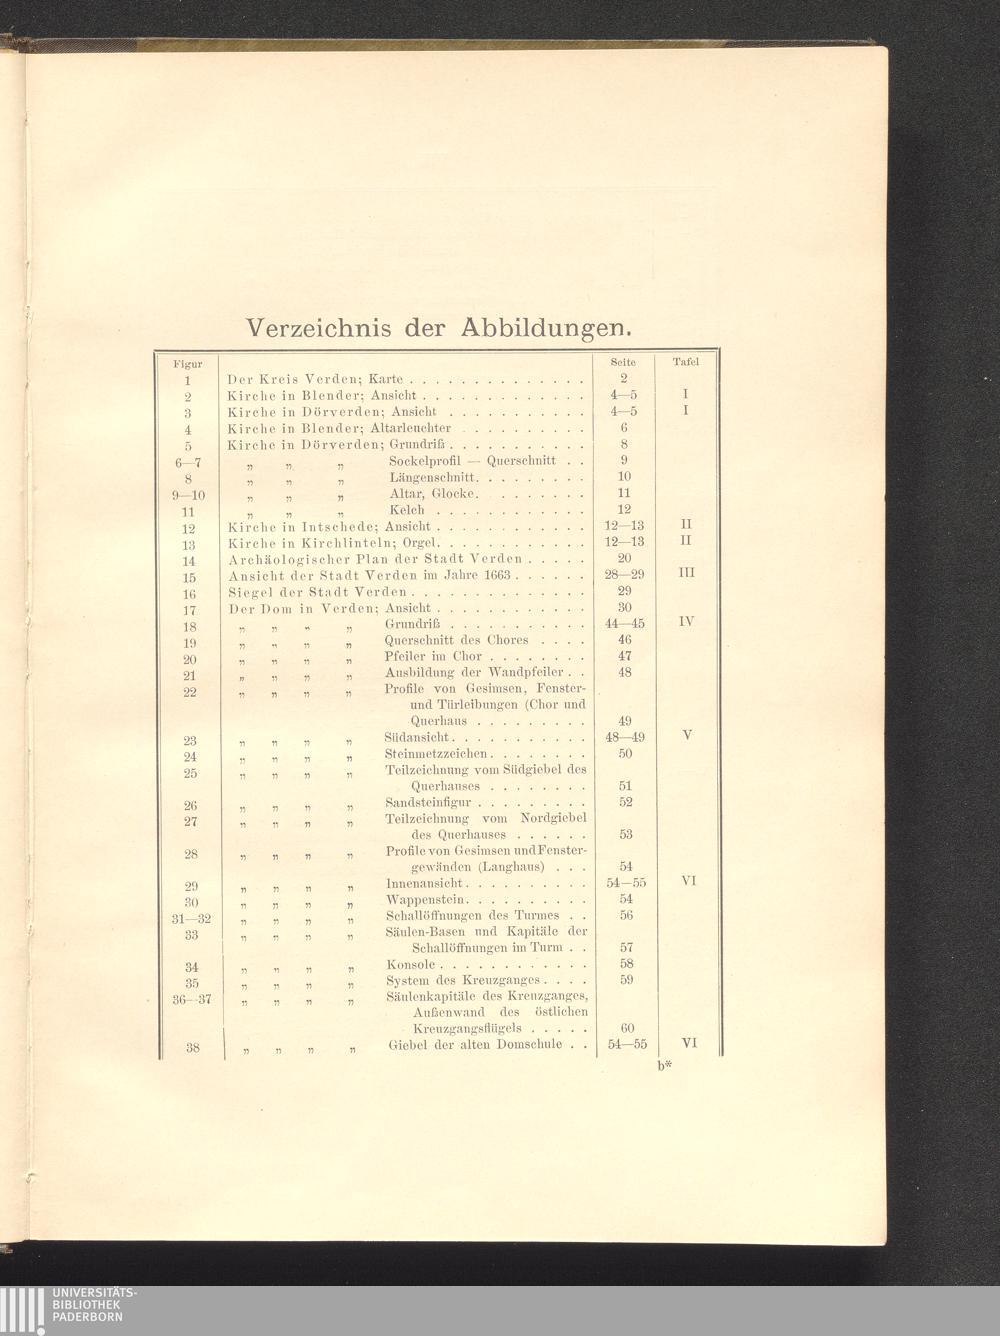 Verzeichnis der Abbildungen.
Figur Seite Tafel
1 Der Kreis Verden; Karte . . . . . . . . . . . . . . 2
2 Kirche in Blender; Ansicht . . . . . . . . . . . . . 4—5 I
3 Kirche in Dörverden; Ansicht . . . . . . . . . . . 4—5 I
4 Kirche in Blender; Altarleuchter . . . . . . . . . . 6
5 Kirche in Dörverden; Grundriß . . . . . . . . . . . 8
6—7 „ „ „ Sockelprofil — Querschnitt . . 9
8 „ „ „ Längenschnitt. . . . . . . . . 10
9—10 „ „ „ Altar, Glocke. . . . . . . . . 11
11 „ „ „ Kelch . . . . . . . . . . . . 12
12 Kirche in Intschede; Ansicht . . . . . . . . . . . . 12—13 II
13 Kirche in Kirchlinteln; Orgel. . . . . . . . . . . . 12—13 II
14 Archäologischer Plan der Stadt Verden . . . . . 20
15 Ansicht der Stadt Verden im Jahre 1663 . . . . . . 28—29 III
16 Siegel der Stadt Verden . . . . . . . . . . . . . . 29
17 Der Dom in Verden; Ansicht . . . . . . . . . . . . 30
18 „ „ „ „ Grundriß . . . . . . . . . . . 44—45 IV
19 „ „ „ „ Querschnitt des Chores . . . . 46
20 „ „ „ „ Pfeiler im Chor . . . . . . . . 47
21 „ „ „ „ Ausbildung der Wandpfeiler . . 48
22 „ „ „ „ Profile von Gesimsen, Fenster-
und Türleibungen (Chor und
Querhaus . . . . . . . . . 49
23 „ „ „ „ Südansicht . . . . . . . . . . . 48—49 V
24 „ „ „ „ Steinmetzzeichen . . . . . . . . 50
25 „ „ „ „ Teilzeichnung vom Südgiebel des
Querhauses . . . . . . . . 51
26 „ „ „ „ Sandsteinfigur . . . . . . . . . 52
27 „ „ „ „ Teilzeichnung vom Nordgiebel
des Querhauses . . . . . . 53
28 „ „ „ „ Profile von Gesimsen und Fenster-
gewänden (Langhaus) . . . 54
29 „ „ „ „ Innenansicht . . . . . . . . . . 54—55 VI
30 „ „ „ „ Wappenstein. . . . . . . . . . 54
31—32 „ „ „ „ Schallöffnungen des Turmes . . 56
33 „ „ „ „ Säulen-Basen und Kapitäle der
Schallöffnungen im Turm . . 57
34 „ „ „ „ Konsole . . . . . . . . . . . . 58
35 „ „ „ „ System des Kreuzganges . . . . 59
36—37 „ „ „ „ Säulenkapitäle des Kreuzganges,
Außenwand des östlichen
Kreuzgangsflügels . . . . . 60
38 „ „ „ „ Giebel der alten Domschule . . 54—55 VI
b*
UNIVERSITÄTS-
BIBLIOTHEK
PADERBORN